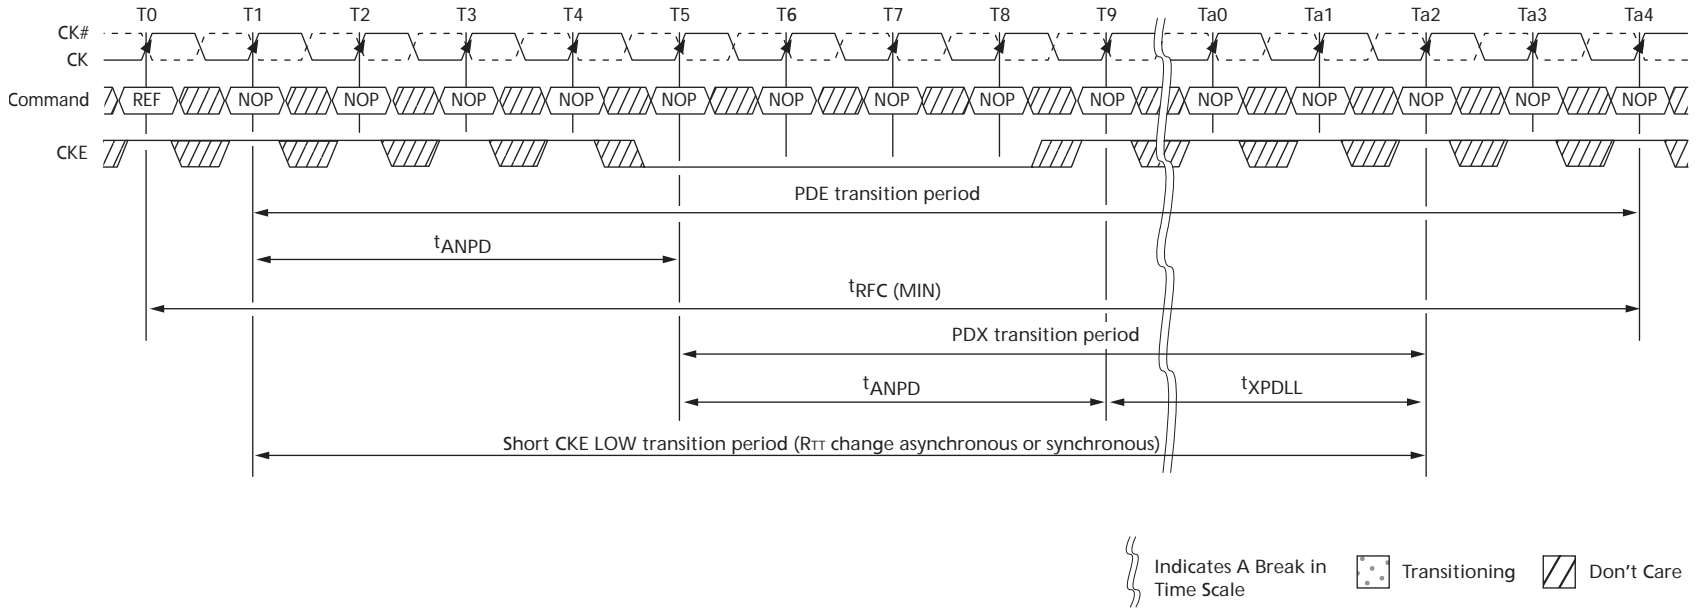 T0 T1 T2 T3 T4 T5 T6 T7 T8 T9 Ta0 Ta1 Ta2 Ta3 Ta4
CK#
CK
Command REF NOP NOP NOP NOP NOP NOP NOP NOP NOP NOP NOP NOP NOP NOP
CKE
PDE transition period
tANPD
tRFC (MIN)
PDX transition period
tANPD tXPDLL
Short CKE LOW transition period (RTT change asynchronous or synchronous)
Indicates A Break in
Time Scale
Transitioning
Don't Care